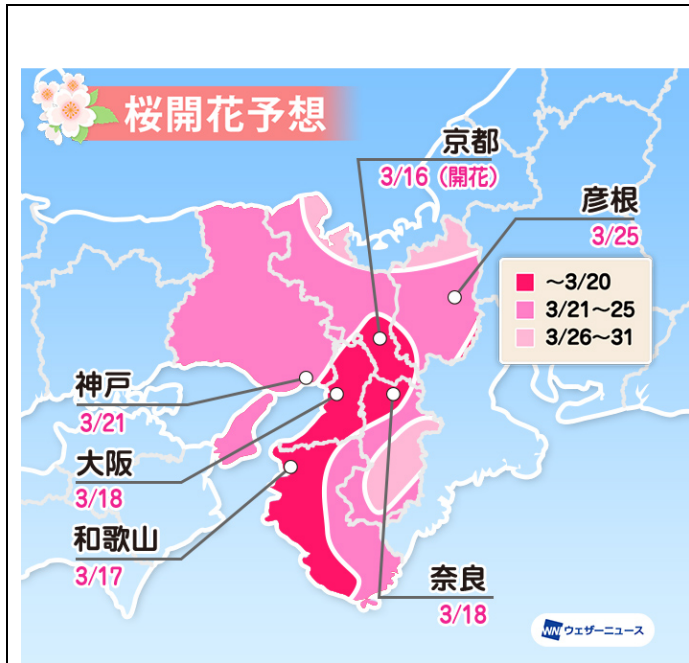 桜開花予想
京都
3/16（開花）
彦根
3/25
～3/20
3/21～25
3/26～31
神戸
3/21
大阪
3/18
和歌山
3/17
奈良
3/18
WNI ウェザーニュース